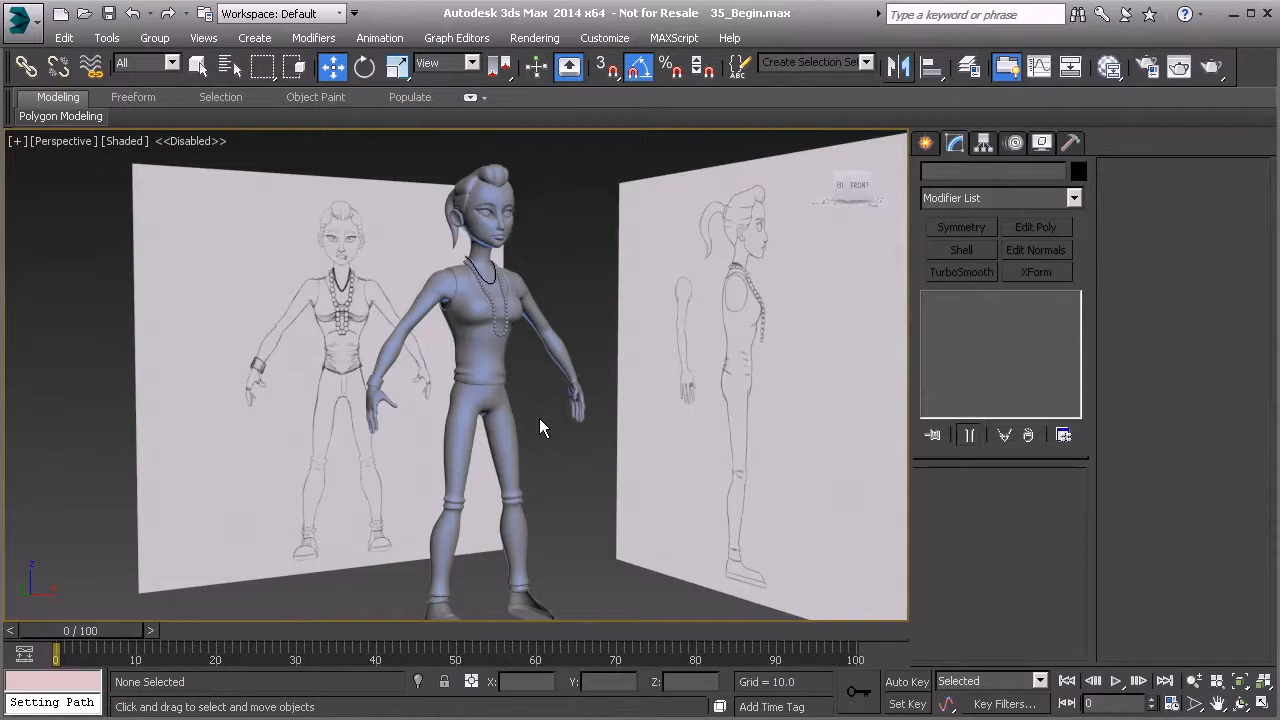 Workspace: Default
Autodesk 3ds Max 2014 x64 - Not for Resale 35_Begin.max
Type a keyword or phrase
Edit Tools Group Views Create Modifiers Animation Graph Editors Rendering Customize MAXScript Help
All
View
3
Create Selection Se
Modeling Freeform Selection Object Paint Populate
Polygon Modeling
[+] [Perspective] [Shaded] <<Disabled>>
FRONT
Modifier List
Symmetry Edit Poly
Shell Edit Normals
TurboSmooth XForm
z
x
< 0 / 100 >
0 10 20 30 40 50 60 70 80 90 100
None Selected X: Y: Z: Grid = 10.0 Auto Key Selected
Setting Path Click and drag to select and move objects Add Time Tag Set Key Key Filters... 0